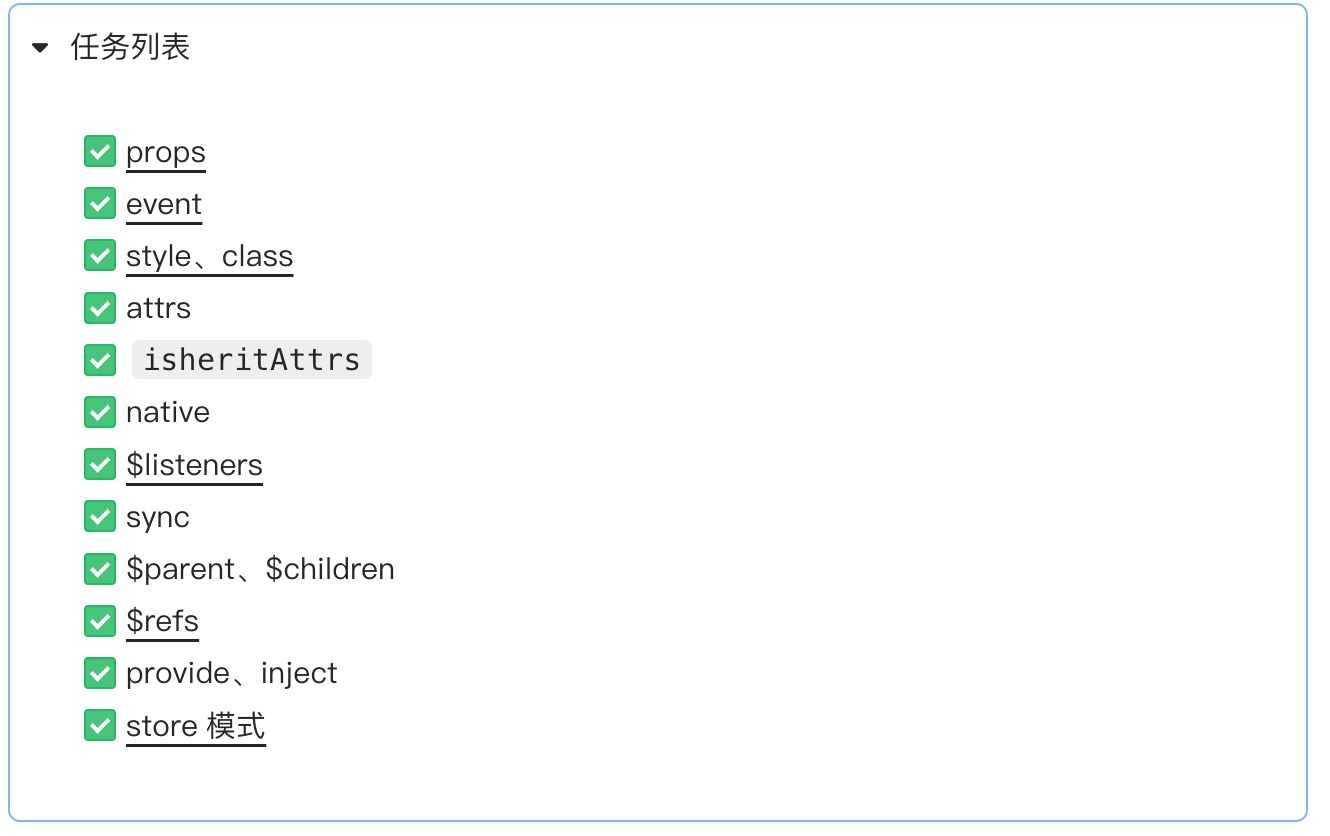 任务列表
props
event
style、class
attrs
isheritAttrs
native
$listeners
sync
$parent、$children
$refs
provide、inject
store 模式